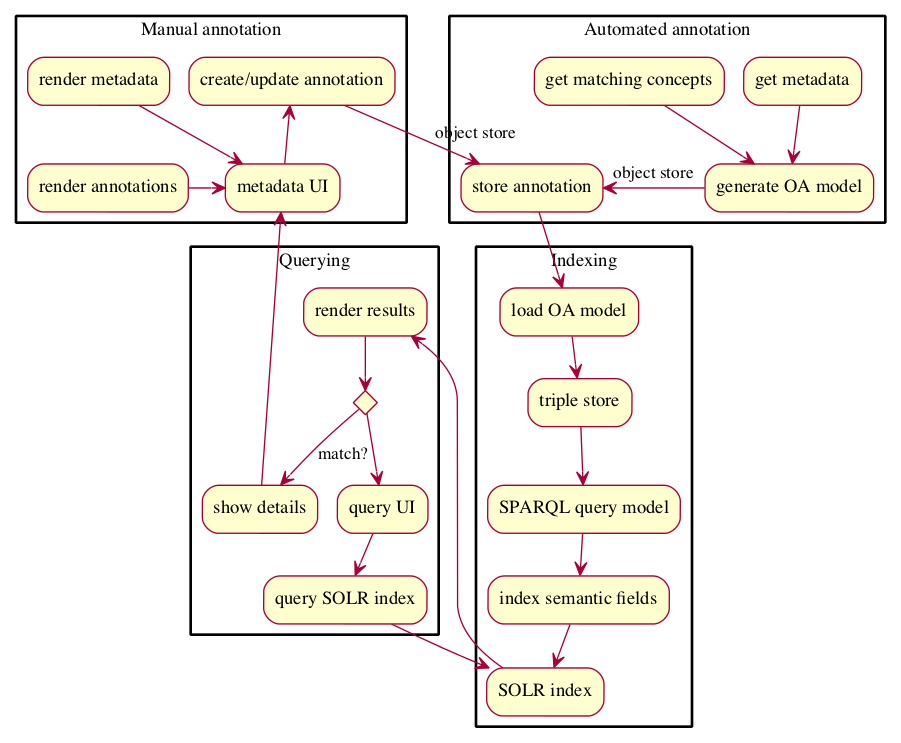 Manual annotation
Automated annotation
render metadata
create/update annotation
get matching concepts
get metadata
object store
object store
render annotations
metadata UI
store annotation
generate OA model
Querying
Indexing
render results
load OA model
triple store
match?
show details
query UI
SPARQL query model
query SOLR index
index semantic fields
SOLR index